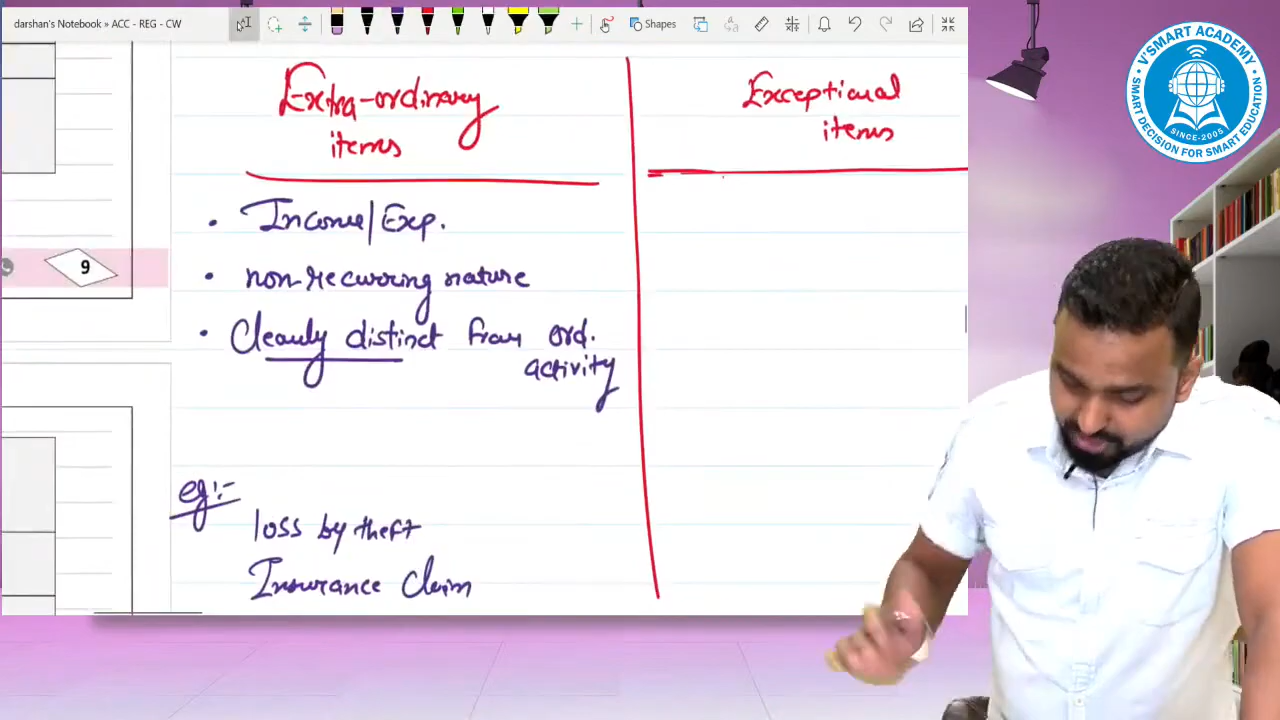 darshan's Notebook » ACC - REG - CW
Shapes
V'SMART ACADEMY
SMART DECISION FOR SMART EDUCATION
SINCE-2005
Extra-ordinary
items
Exceptional
items
• Income/Exp.
• non-recurring nature
• Clearly distinct from ord.
activity
9
eg:-
loss by theft
Insurance Claim